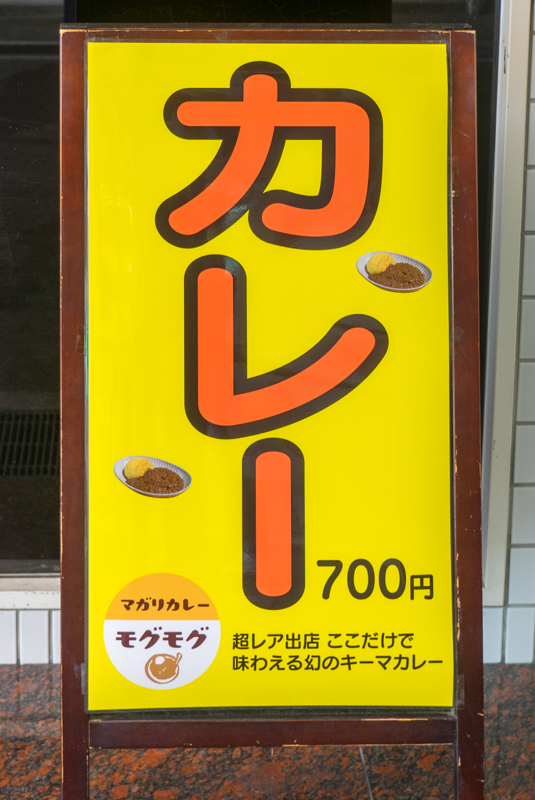 カレー
700円
マガリカレー
モグモグ
超レア出店 ここだけで
味わえる幻のキーマカレー